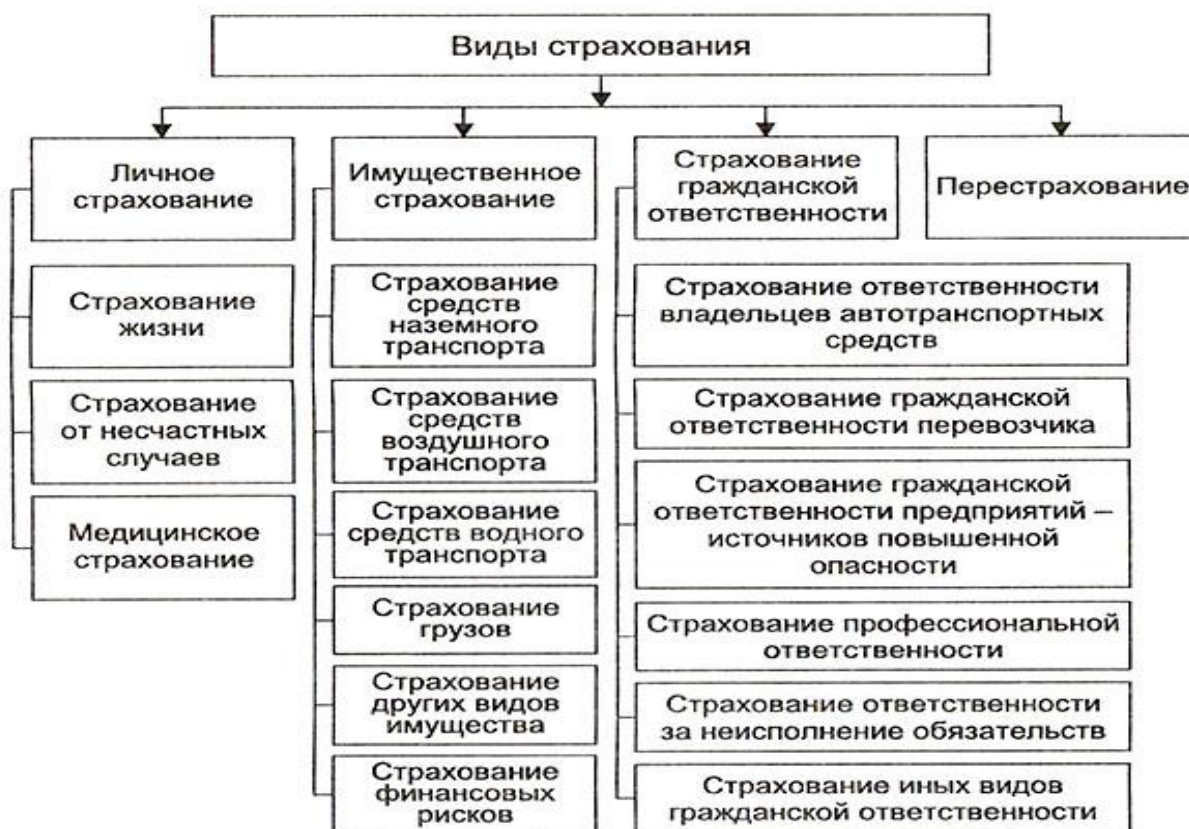 Виды страхования
Личное
страхование
Имущественное
страхование
Страхование
гражданской
ответственности
Перестрахование
Страхование
жизни
Страхование
от несчастных
случаев
Медицинское
страхование
Страхование
средств
наземного
транспорта
Страхование
средств
воздушного
транспорта
Страхование
средств водного
транспорта
Страхование
грузов
Страхование
других видов
имущества
Страхование
финансовых
рисков
Страхование ответственности
владельцев автотранспортных
средств
Страхование гражданской
ответственности перевозчика
Страхование гражданской
ответственности предприятий –
источников повышенной
опасности
Страхование профессиональной
ответственности
Страхование ответственности
за неисполнение обязательств
Страхование иных видов
гражданской ответственности